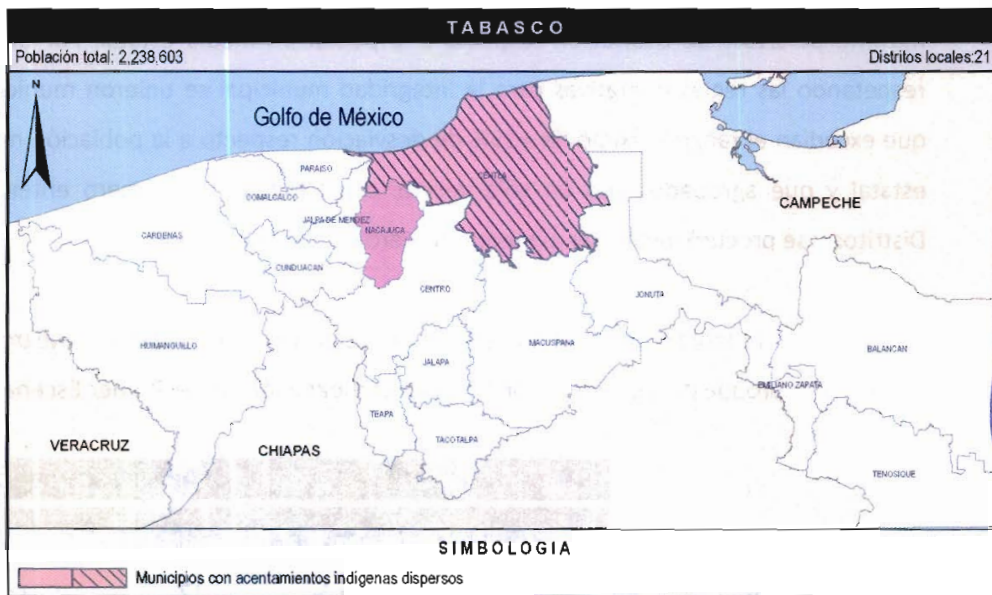 TABASCO
Población total: 2,238,603
Distritos locales:21
N
Golfo de México
PARAISO
CENTLA
COMALCALCO
CAMPECHE
JALPA DE MENDEZ
NACAJUCA
CARDENAS
CUNDUACAN
CENTRO
JONUTA
HUIMANGUILLO
MACUSPANA
BALANCAN
JALAPA
EMILIANO ZAPATA
TEAPA
VERACRUZ
CHIAPAS
TACOTALPA
TENOSIQUE
SIMBOLOGIA
Municipios con acentamientos indigenas dispersos